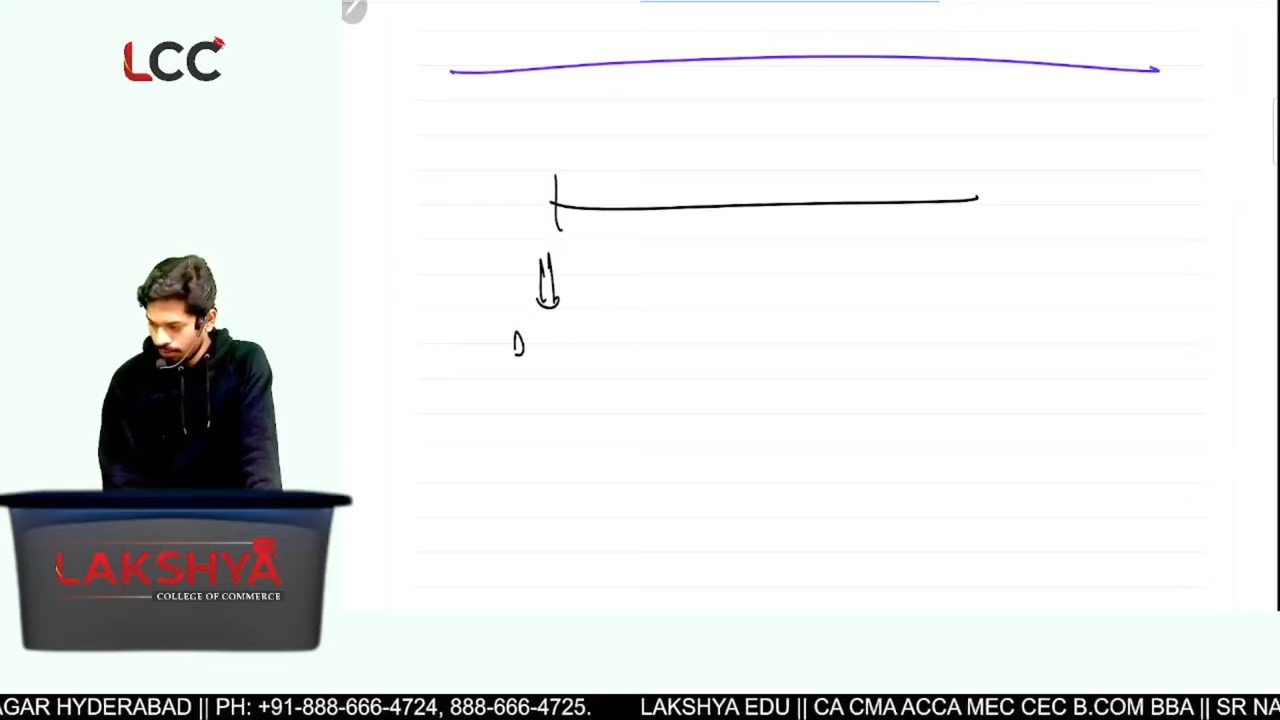 LCC
D
LAKSHYA
COLLEGE OF COMMERCE
AGAR HYDERABAD || PH: +91-888-666-4724, 888-666-4725. LAKSHYA EDU || CA CMA ACCA MEC CEC B.COM BBA || SR NA